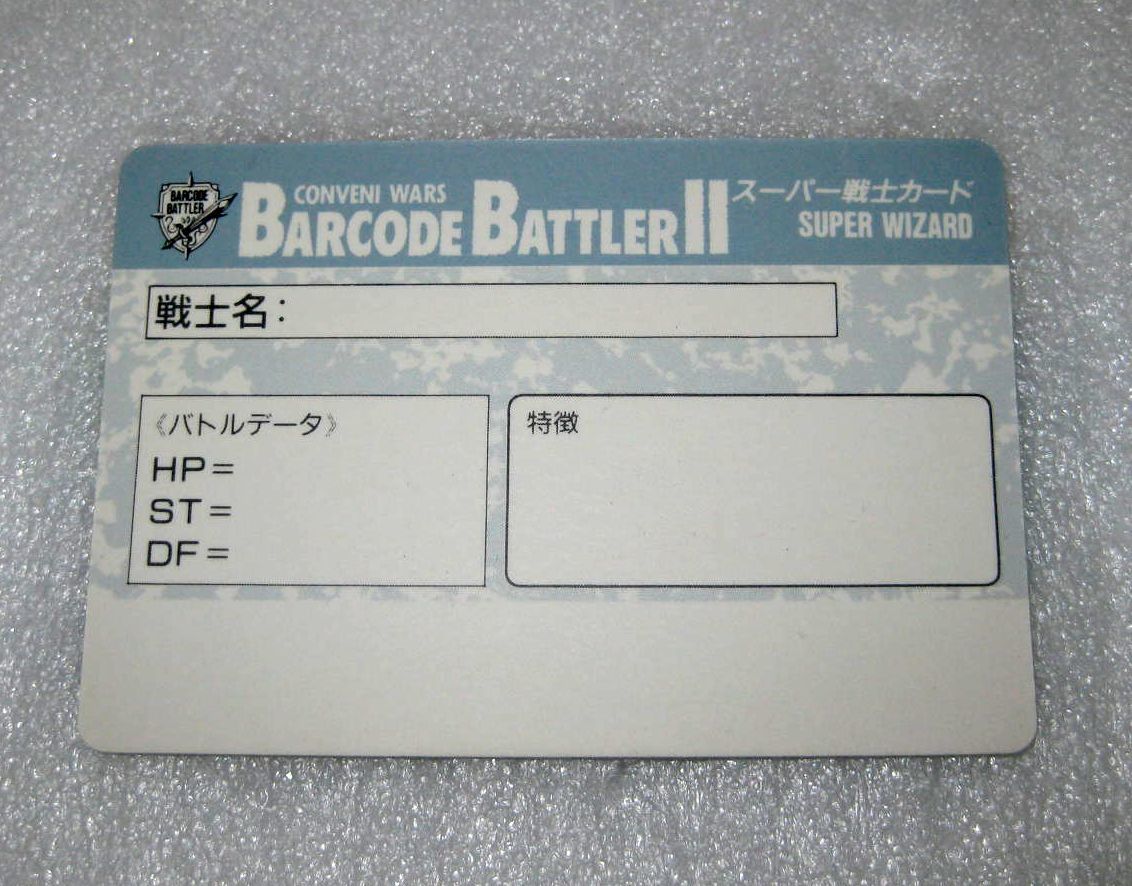 BARCODE
BATTLER
CONVENI WARS
BARCODE BATTLER II
スーパー戦士カード
SUPER WIZARD
戦士名:
《バトルデータ》
HP=
ST=
DF=
特徴